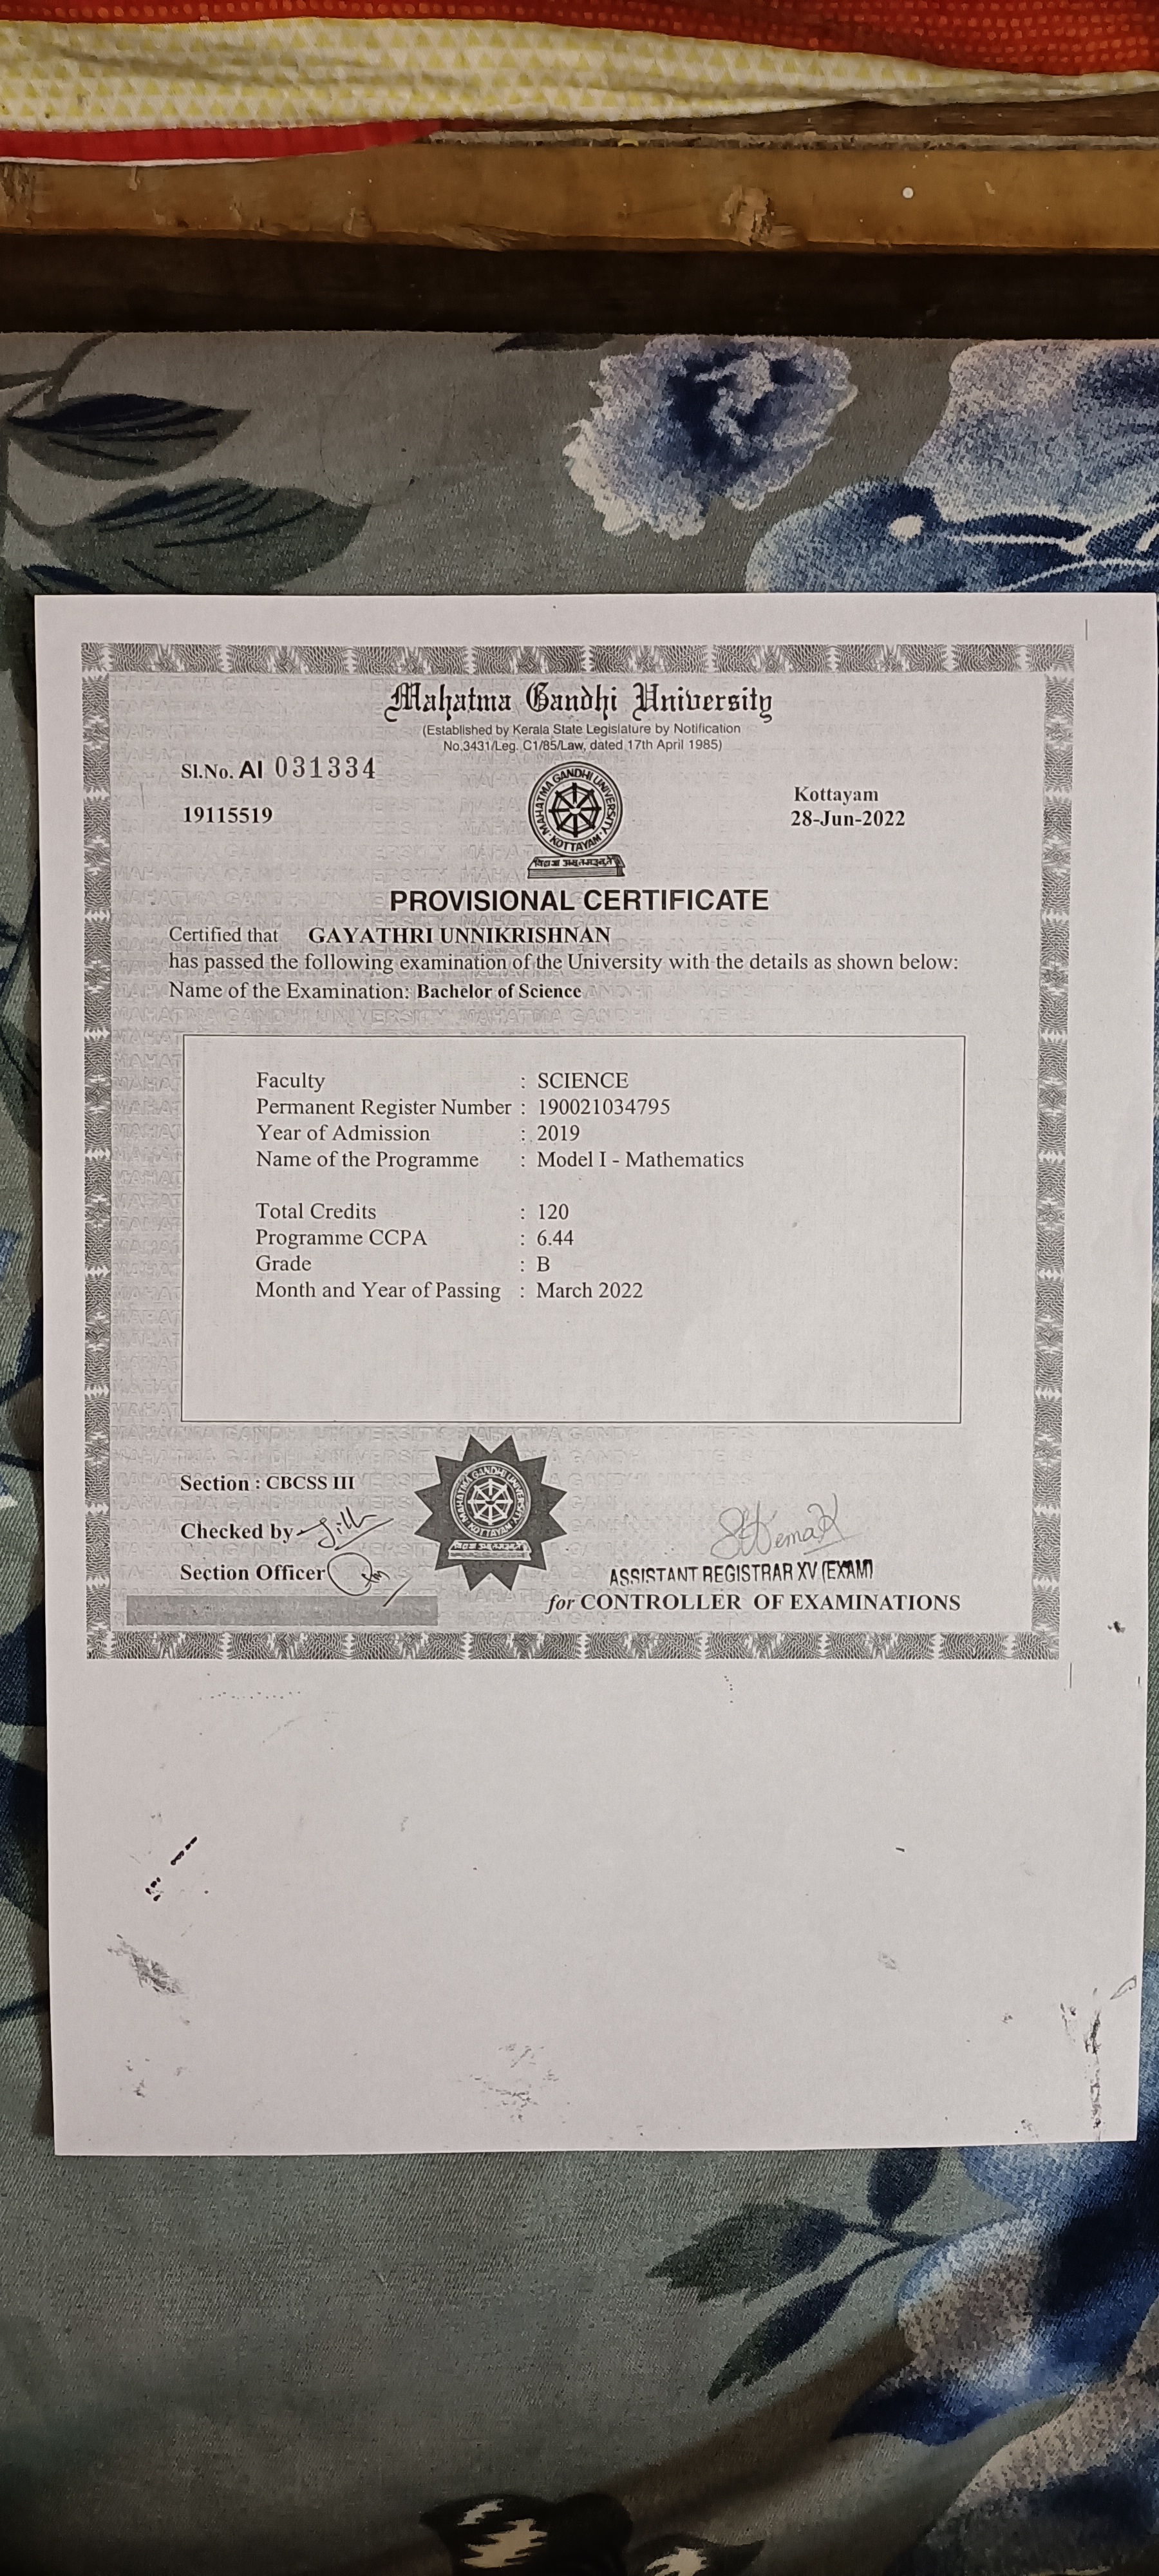 Mahatma Gandhi University
(Established by Kerala State Legislature by Notification
No.3431/Leg. C1/85/Law, dated 17th April 1985)
Sl.No. AI 031334
19115519
Kottayam
28-Jun-2022
MAHATMA GANDHI UNIVERSITY
KOTTAYAM
PROVISIONAL CERTIFICATE
Certified that GAYATHRI UNNIKRISHNAN
has passed the following examination of the University with the details as shown below:
Name of the Examination: Bachelor of Science
Faculty : SCIENCE
Permanent Register Number : 190021034795
Year of Admission : 2019
Name of the Programme : Model I - Mathematics
Total Credits : 120
Programme CCPA : 6.44
Grade : B
Month and Year of Passing : March 2022
Section : CBCSS III
Checked by
Section Officer
MAHATMA GANDHI UNIVERSITY
KOTTAYAM
ASSISTANT REGISTRAR XV (EXAM)
for CONTROLLER OF EXAMINATIONS